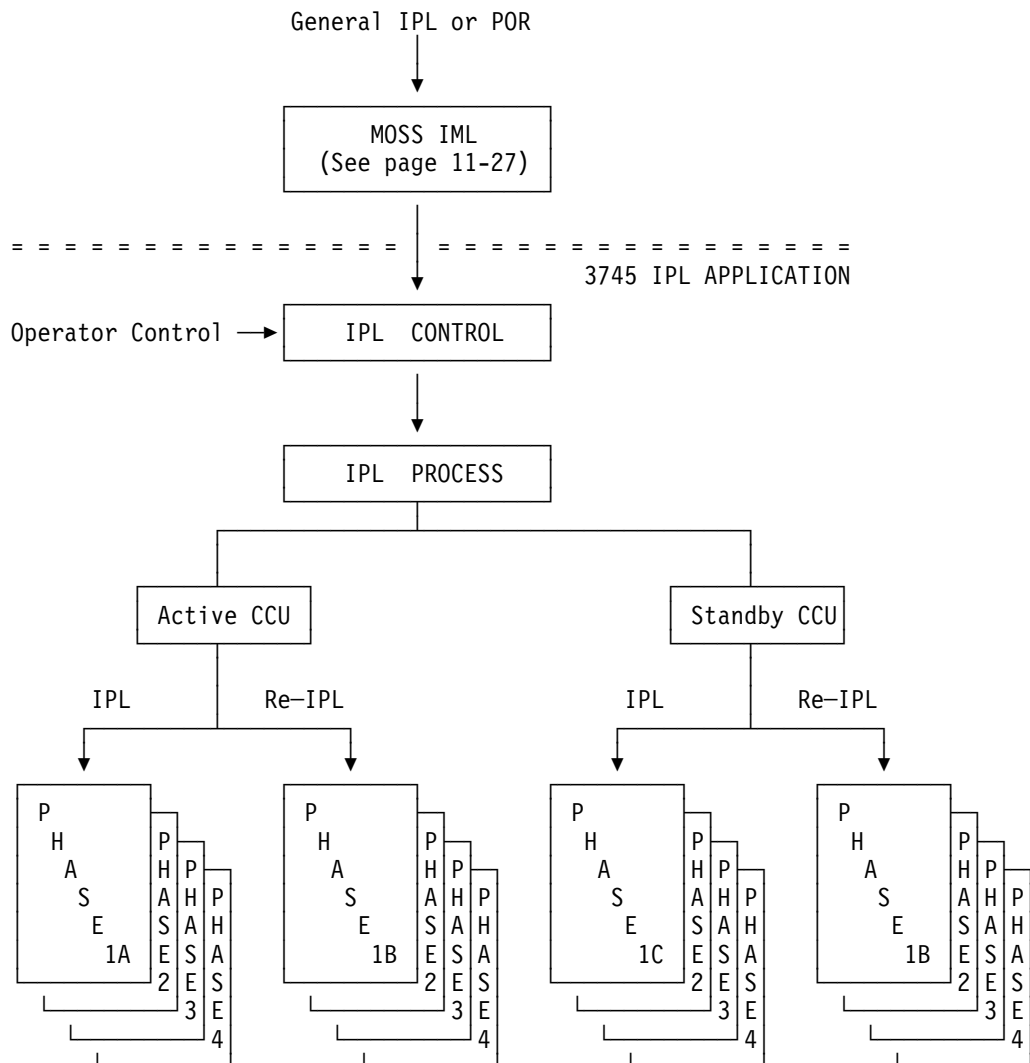 General IPL or POR
MOSS IML
(See page 11-27)
= = = = = = = = = = = = = = = = = = = = = = = = = = = = = = = = = = = = = = = = =
3745 IPL APPLICATION
Operator Control
IPL CONTROL
IPL PROCESS
Active CCU
Standby CCU
IPL
Re—IPL
IPL
Re—IPL
PHASE 1A
PHASE 2
PHASE 3
PHASE 4
PHASE 1B
PHASE 2
PHASE 3
PHASE 4
PHASE 1C
PHASE 2
PHASE 3
PHASE 4
PHASE 1B
PHASE 2
PHASE 3
PHASE 4